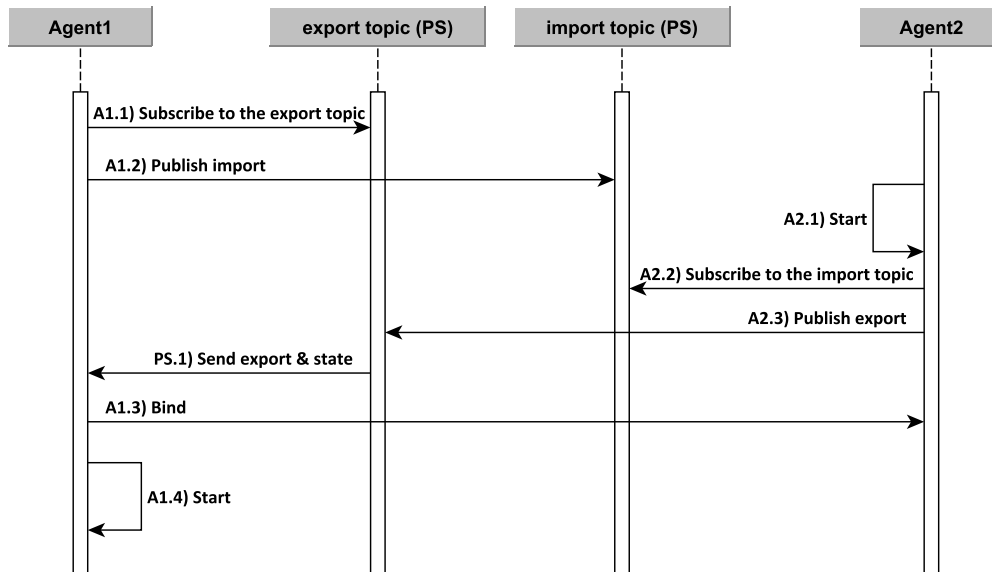 Agent1
export topic (PS)
import topic (PS)
Agent2
A1.1) Subscribe to the export topic
A1.2) Publish import
A2.1) Start
A2.2) Subscribe to the import topic
A2.3) Publish export
PS.1) Send export & state
A1.3) Bind
A1.4) Start